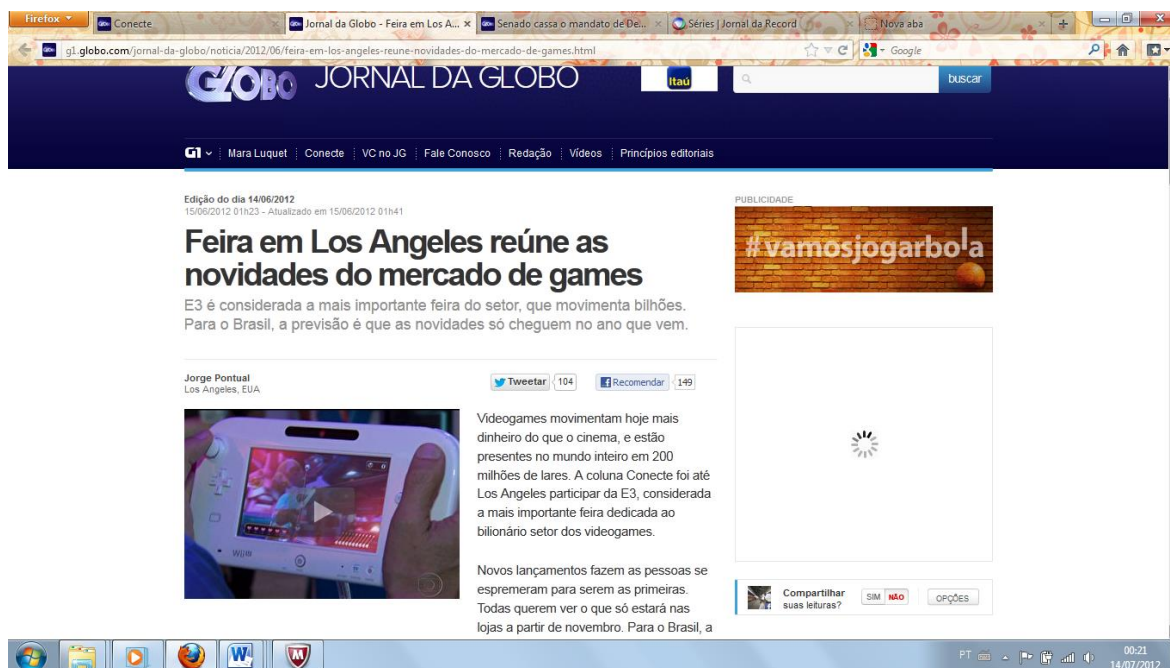 Firefox
Conecte
Jornal da Globo - Feira em Los A...
Senado cassa o mandato de De...
Séries | Jornal da Record
Nova aba
g1.globo.com/jornal-da-globo/noticia/2012/06/feira-em-los-angeles-reune-novidades-do-mercado-de-games.html
Google
GLOBO JORNAL DA GLOBO
Itaú
buscar
G1 Mara Luquet Conecte VC no JG Fale Conosco Redação Vídeos Princípios editoriais
Edição do dia 14/06/2012
15/06/2012 01h23 - Atualizado em 15/06/2012 01h41
Feira em Los Angeles reúne as
novidades do mercado de games
E3 é considerada a mais importante feira do setor, que movimenta bilhões.
Para o Brasil, a previsão é que as novidades só cheguem no ano que vem.
Jorge Pontual
Los Angeles, EUA
Tweetar 104
Recomendar 149
Wii U
Videogames movimentam hoje mais
dinheiro do que o cinema, e estão
presentes no mundo inteiro em 200
milhões de lares. A coluna Conecte foi até
Los Angeles participar da E3, considerada
a mais importante feira dedicada ao
bilionário setor dos videogames.
Novos lançamentos fazem as pessoas se
espremeram para serem as primeiras.
Todas querem ver o que só estará nas
lojas a partir de novembro. Para o Brasil, a
PUBLICIDADE
#vamosjogarbola
Compartilhar
suas leituras?
SIM NÃO
OPÇÕES
PT
00:21
14/07/2012